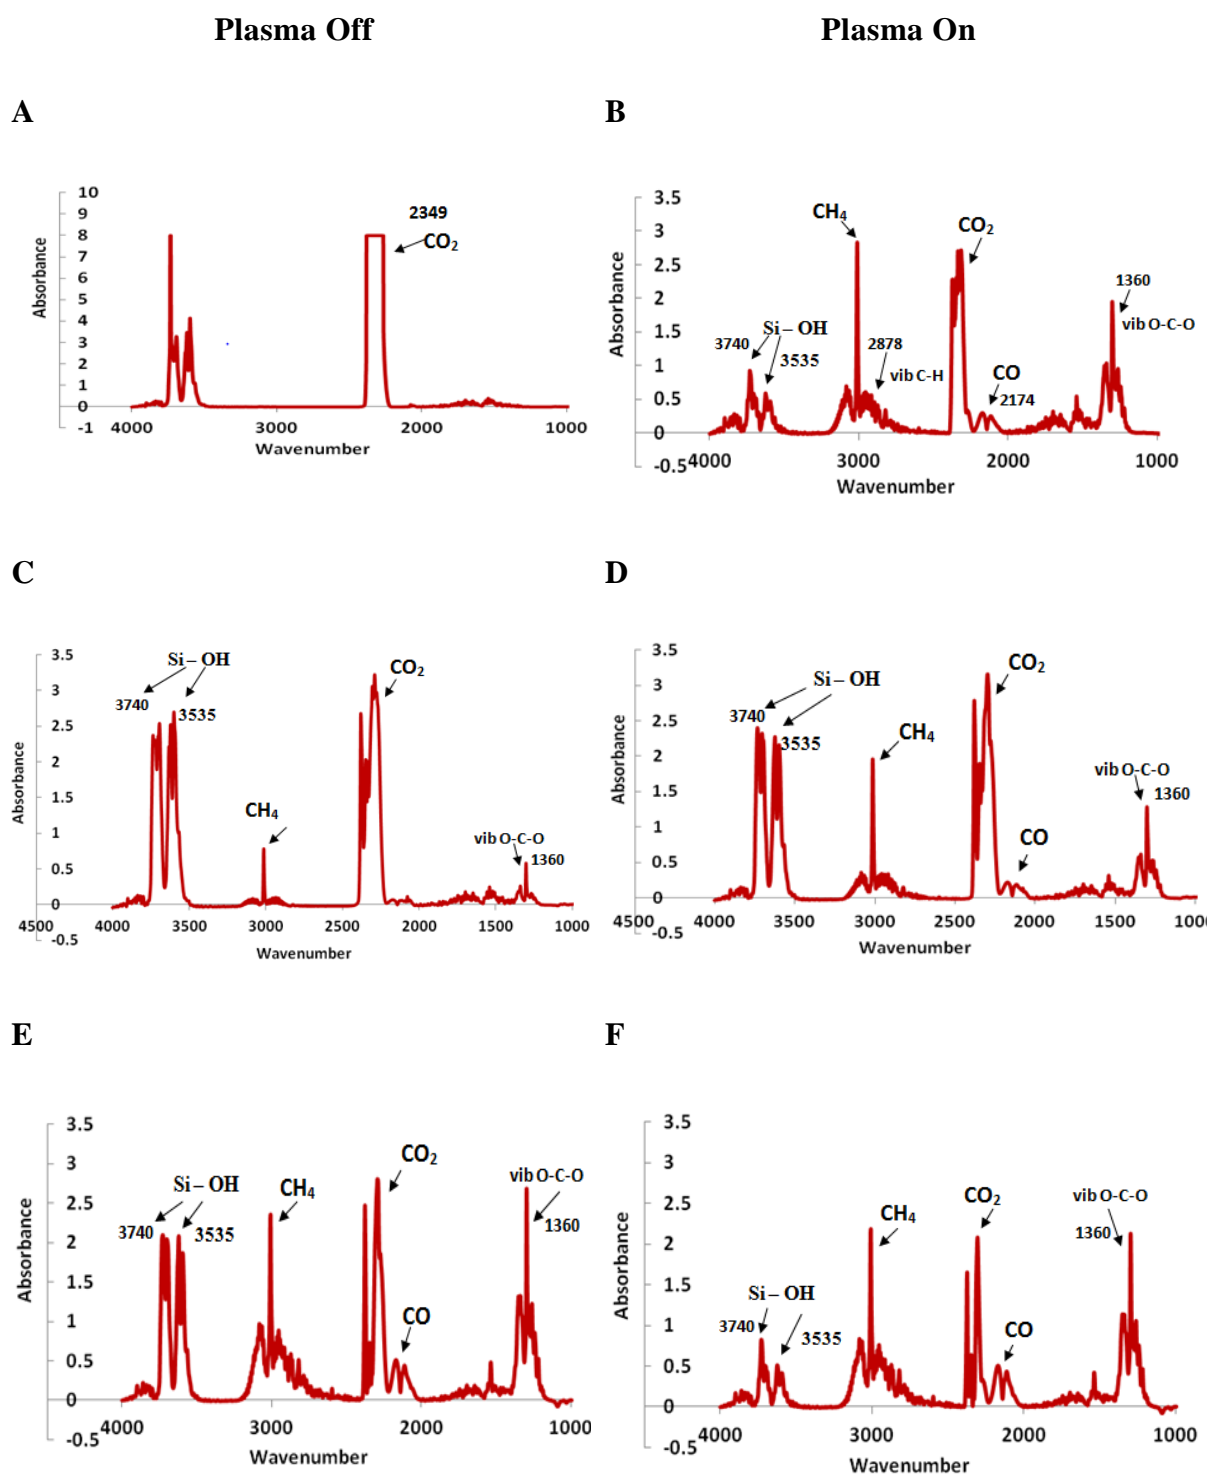 Plasma Off
Plasma On
A
B
10
9
8
7
6
5
4
3
2
1
0
-1
Absorbance
2349
CO₂
4000 3000 2000 1000
Wavenumber
3.5
3
2.5
2
1.5
1
0.5
0
-0.5
Absorbance
CH₄
CO₂
1360
vib O-C-O
Si – OH
3740
3535
2878
vib C-H
CO
2174
4000 3000 2000 1000
Wavenumber
C
D
3.5
3
2.5
2
1.5
1
0.5
0
-0.5
Absorbance
Si – OH
3740
3535
CO₂
CH₄
vib O-C-O
1360
4500 4000 3500 3000 2500 2000 1500 1000
Wavenumber
3.5
3
2.5
2
1.5
1
0.5
0
-0.5
Absorbance
CO₂
Si – OH
3740
3535
CH₄
vib O-C-O
1360
CO
4500 4000 3500 3000 2500 2000 1500 1000
Wavenumber
E
F
3.5
3
2.5
2
1.5
1
0.5
0
-0.5
Absorbance
CO₂
vib O-C-O
Si – OH
CH₄
3740
3535
1360
CO
4000 3000 2000 1000
Wavenumber
3.5
3
2.5
2
1.5
1
0.5
0
-0.5
Absorbance
vib O-C-O
CO₂
CH₄
1360
Si – OH
3740
3535
CO
4000 3000 2000 1000
Wavenumber